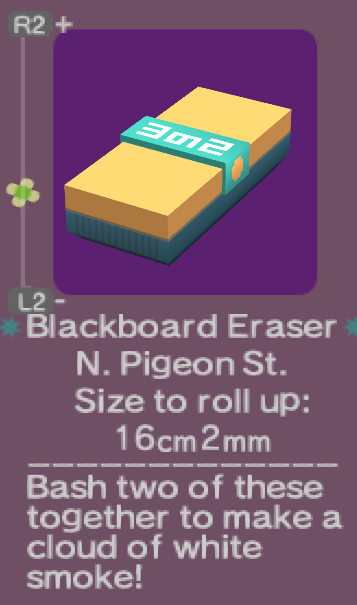 R2 +
3m2
L2 -
Blackboard Eraser
N. Pigeon St.
Size to roll up:
16cm2mm
Bash two of these
together to make a
cloud of white
smoke!